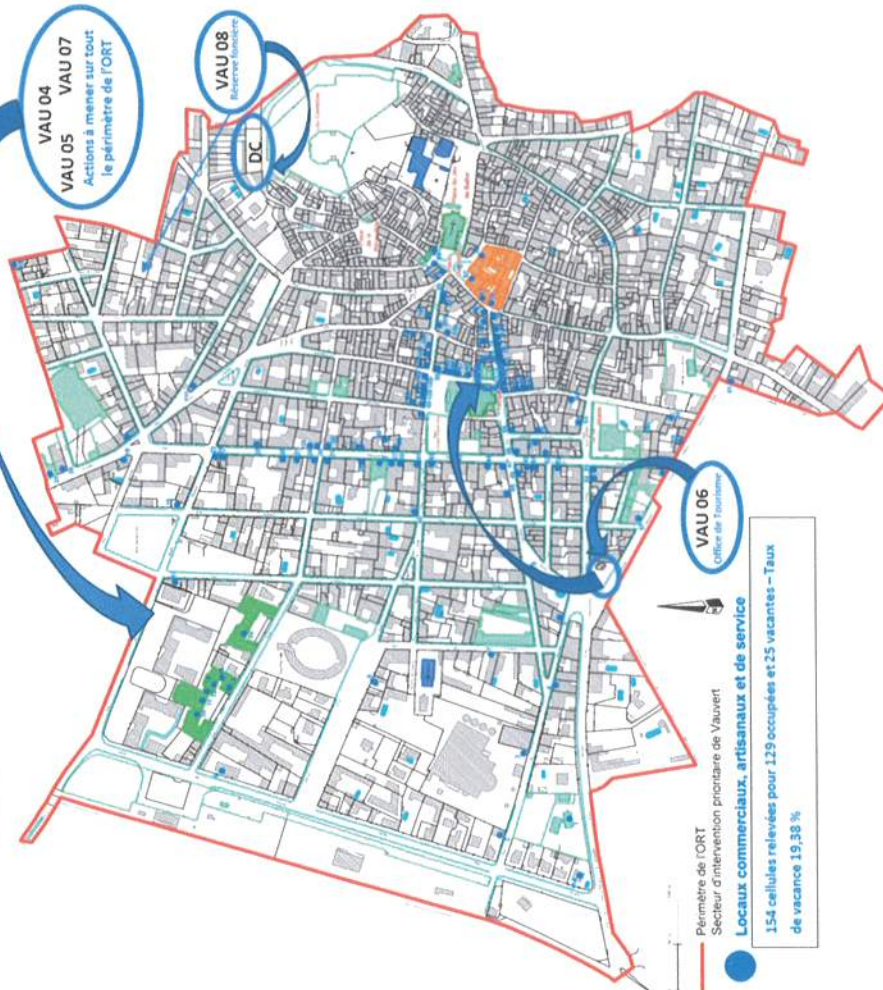 VAU 04
VAU 05 VAU 07
Actions à mener sur tout
le périmètre de l'ORT
VAU 08
Réserve foncière
DC
VAU 06
Office de Tourisme
Périmètre de l'ORT
Secteur d'intervention prioritaire de Vauvert
Locaux commerciaux, artisanaux et de service
154 cellules relevées pour 129 occupées et 25 vacantes – Taux
de vacance 19,38 %